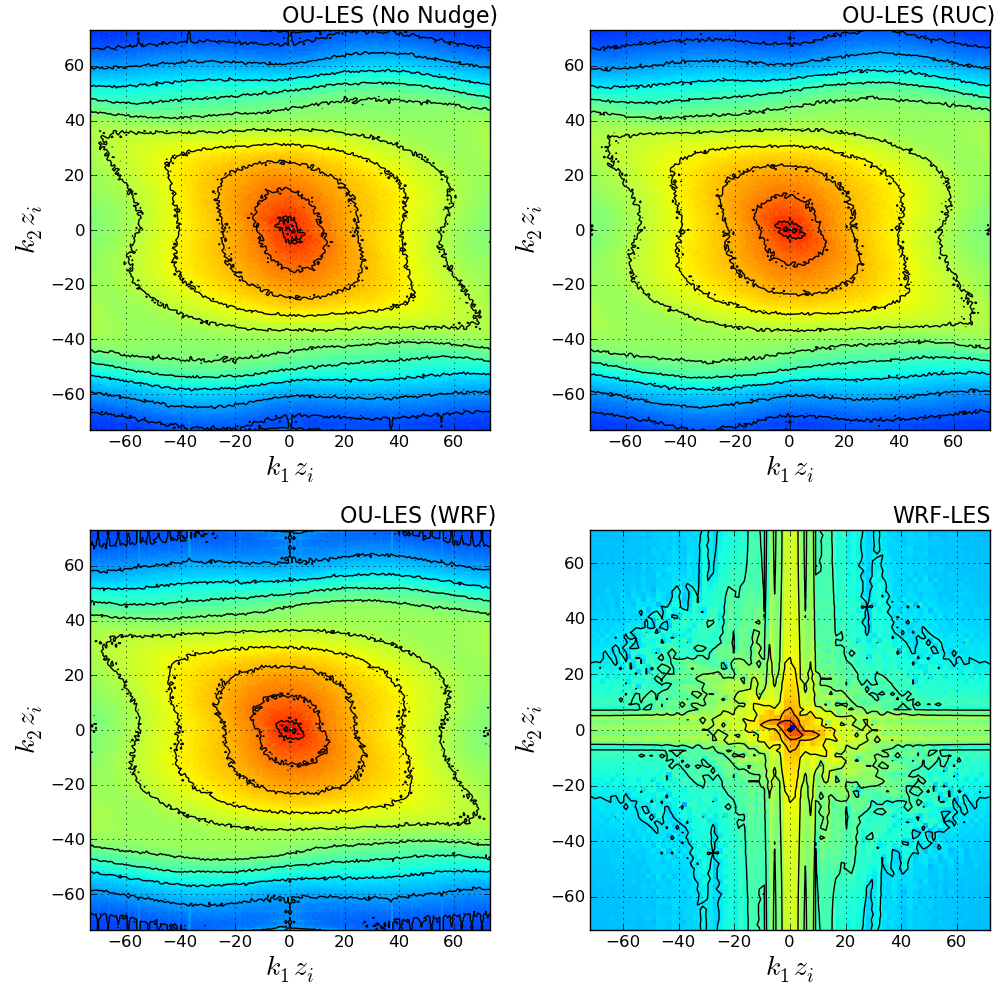 OU-LES (No Nudge)
OU-LES (RUC)
60
40
20
0
−20
−40
−60
k₂ zᵢ
−60 −40 −20 0 20 40 60
k₁ zᵢ
60
40
20
0
−20
−40
−60
k₂ zᵢ
−60 −40 −20 0 20 40 60
k₁ zᵢ
OU-LES (WRF)
WRF-LES
60
40
20
0
−20
−40
−60
k₂ zᵢ
−60 −40 −20 0 20 40 60
k₁ zᵢ
60
40
20
0
−20
−40
−60
k₂ zᵢ
−60 −40 −20 0 20 40 60
k₁ zᵢ